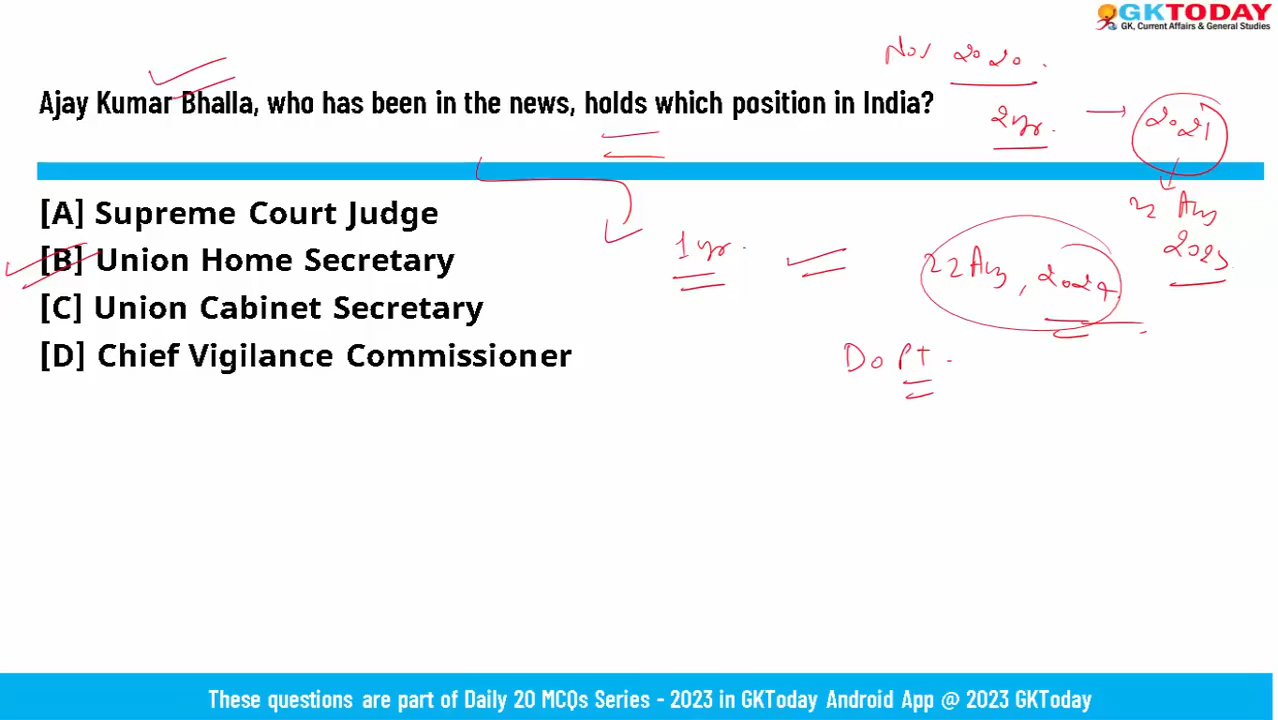 GKTODAY
GK, Current Affairs & General Studies
Nov 2020.
Ajay Kumar Bhalla, who has been in the news, holds which position in India?
2yr. → 2021
[A] Supreme Court Judge
22 Aug
2023.
[B] Union Home Secretary
1yr.
22 Aug, 2024.
[C] Union Cabinet Secretary
[D] Chief Vigilance Commissioner
DoPT.
These questions are part of Daily 20 MCQs Series - 2023 in GKToday Android App @ 2023 GKToday